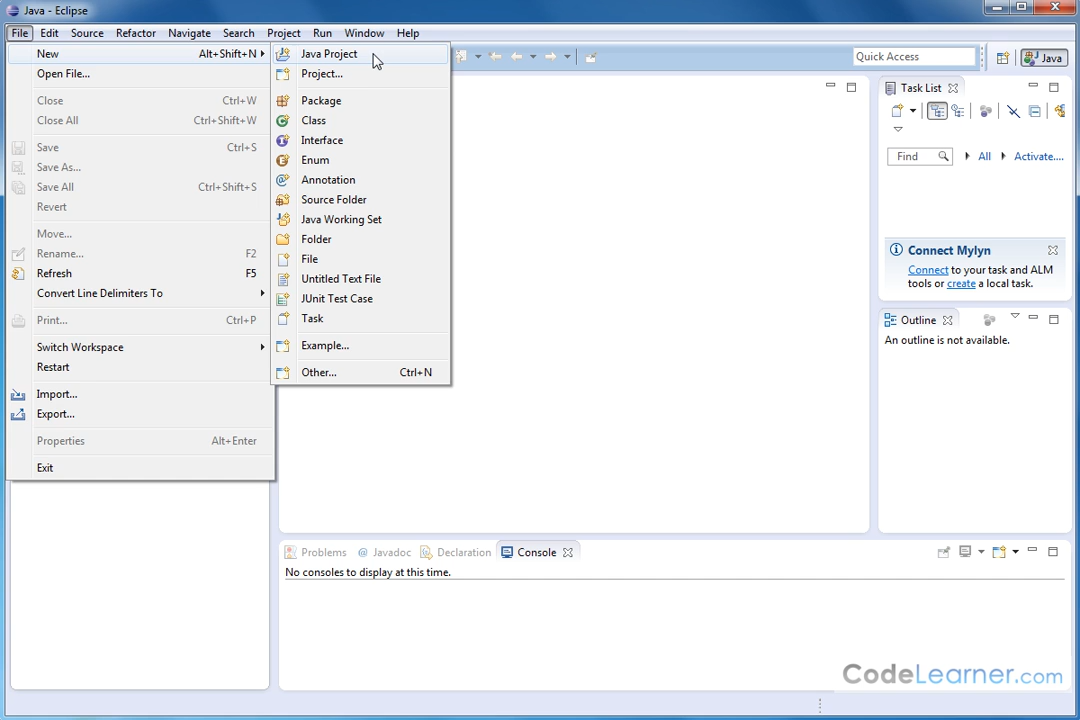 Java - Eclipse
File Edit Source Refactor Navigate Search Project Run Window Help
New Alt+Shift+N
Open File...
Close Ctrl+W
Close All Ctrl+Shift+W
Save Ctrl+S
Save As...
Save All Ctrl+Shift+S
Revert
Move...
Rename... F2
Refresh F5
Convert Line Delimiters To
Print... Ctrl+P
Switch Workspace
Restart
Import...
Export...
Properties Alt+Enter
Exit
Java Project
Project...
Package
Class
Interface
Enum
Annotation
Source Folder
Java Working Set
Folder
File
Untitled Text File
JUnit Test Case
Task
Example...
Other... Ctrl+N
Quick Access
Java
Task List
Find All Activate...
Connect Mylyn
Connect to your task and ALM
tools or create a local task.
Outline
An outline is not available.
Problems @ Javadoc Declaration Console
No consoles to display at this time.
CodeLearner.com